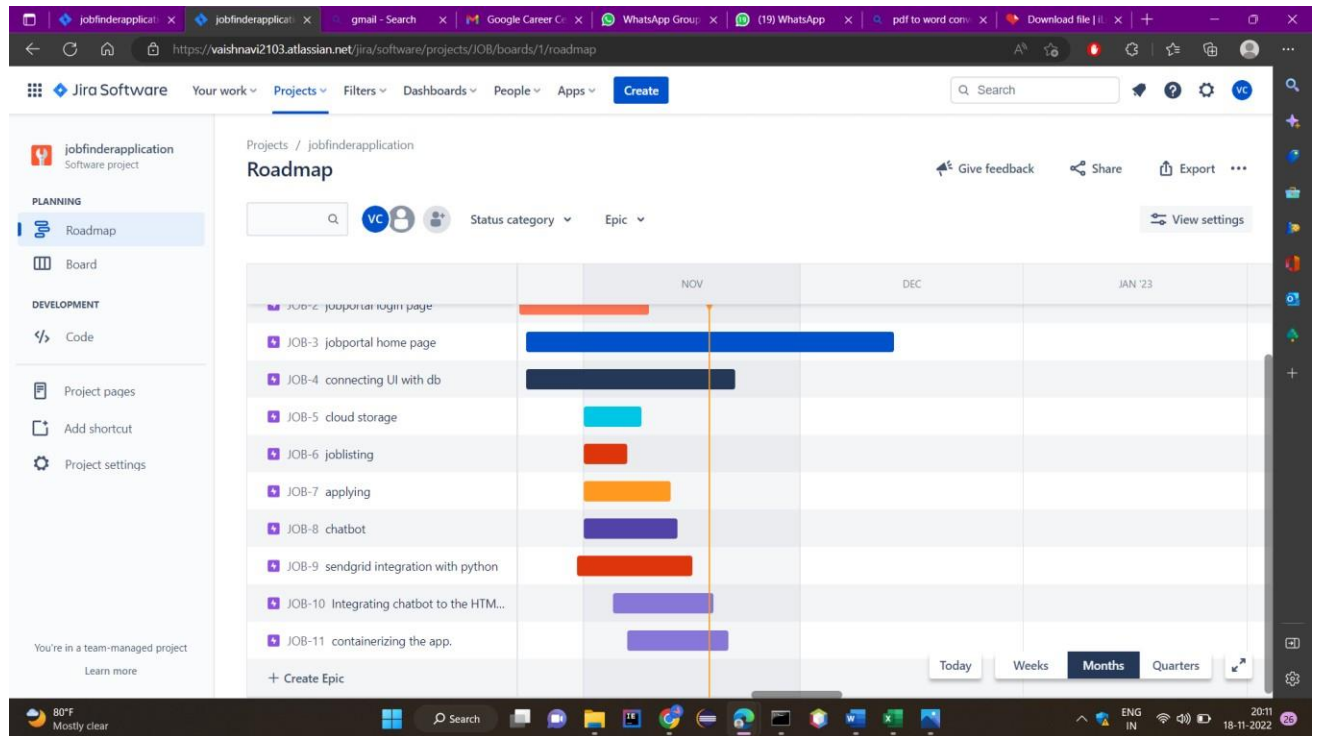 jobfinderapplicati
jobfinderapplicati
gmail - Search
Google Career Ce
WhatsApp Group
(19) WhatsApp
pdf to word conv
Download file | iL
https://vaishnavi2103.atlassian.net/jira/software/projects/JOB/boards/1/roadmap
Jira Software Your work Projects Filters Dashboards People Apps Create Search VC
jobfinderapplication
Software project
PLANNING
Roadmap
Board
DEVELOPMENT
Code
Project pages
Add shortcut
Project settings
You're in a team-managed project
Learn more
Projects / jobfinderapplication
Roadmap
Give feedback Share Export
VC Status category Epic View settings
NOV DEC JAN '23
JOB-2 jobportal login page
JOB-3 jobportal home page
JOB-4 connecting UI with db
JOB-5 cloud storage
JOB-6 joblisting
JOB-7 applying
JOB-8 chatbot
JOB-9 sendgrid integration with python
JOB-10 Integrating chatbot to the HTM...
JOB-11 containerizing the app.
+ Create Epic
Today Weeks Months Quarters
80°F
Mostly clear
Search
ENG
IN
20:11
18-11-2022
26